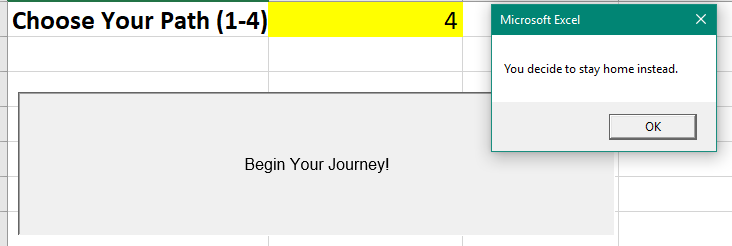 Choose Your Path (1-4) 4
Microsoft Excel
You decide to stay home instead.
OK
Begin Your Journey!